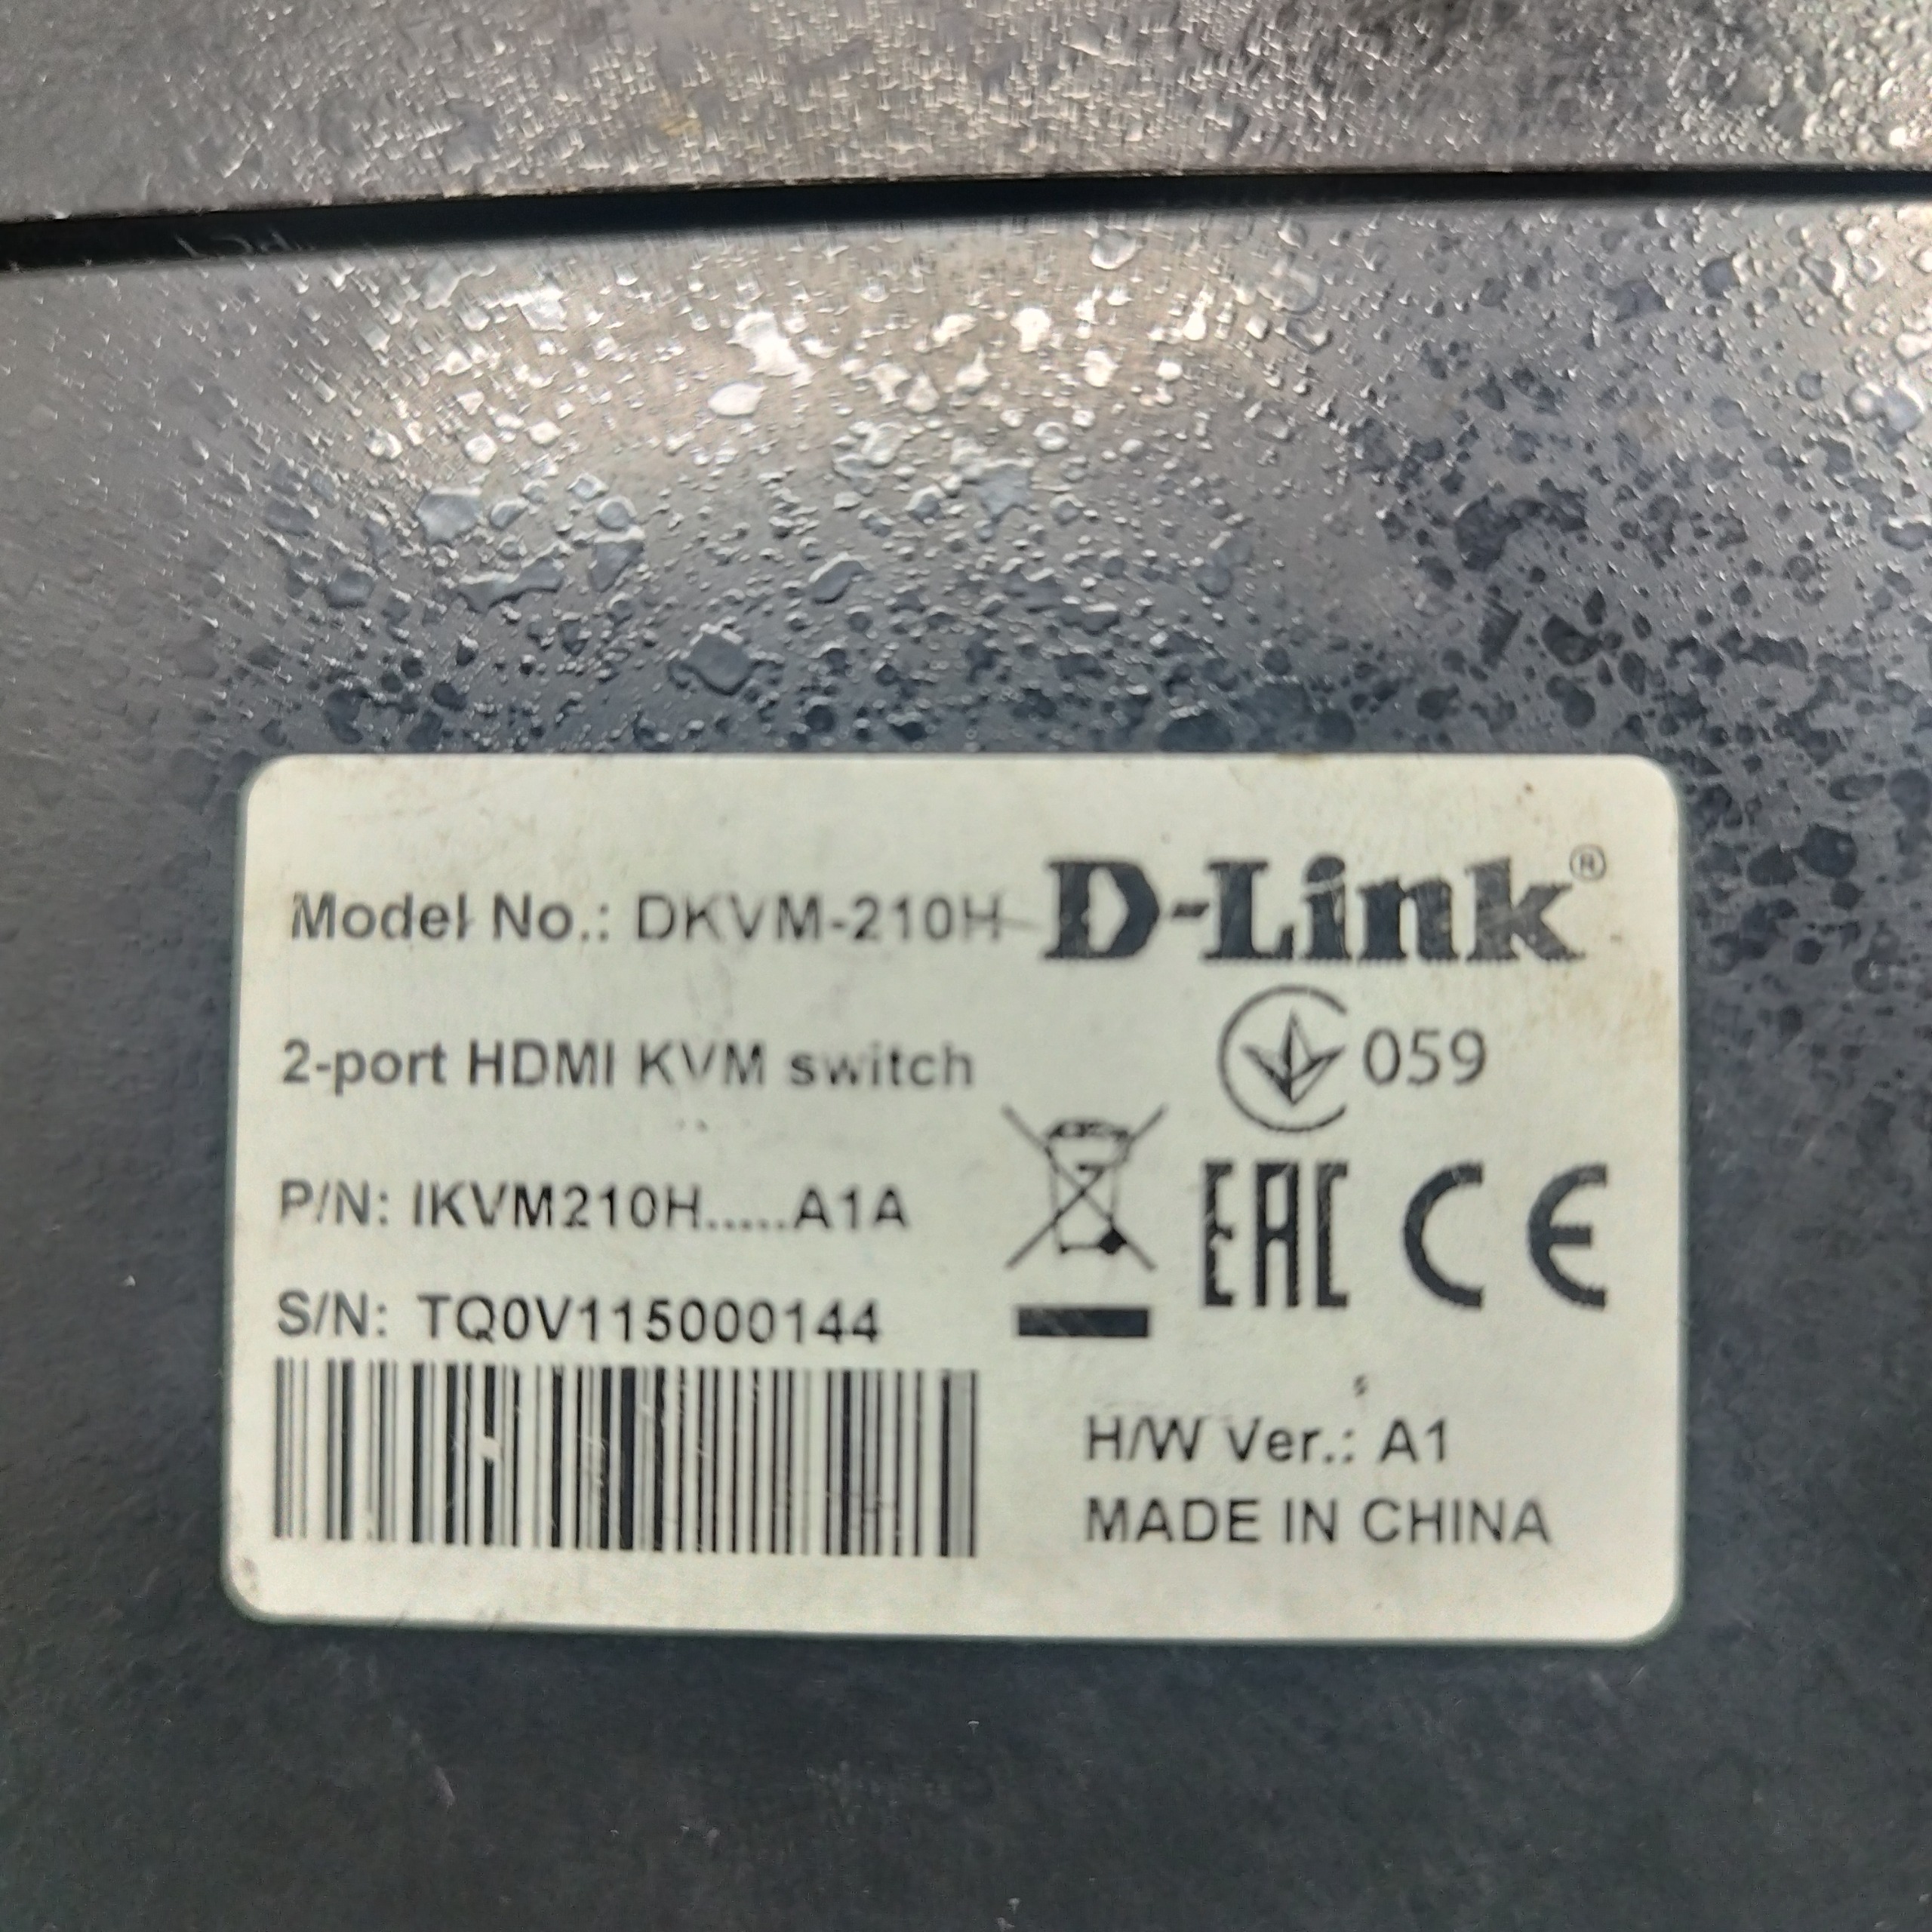 Model No.: DKVM-210H D-Link®
2-port HDMI KVM switch
059
P/N: IKVM210H.....A1A
EAC CE
S/N: TQ0V115000144
H/W Ver.: A1
MADE IN CHINA